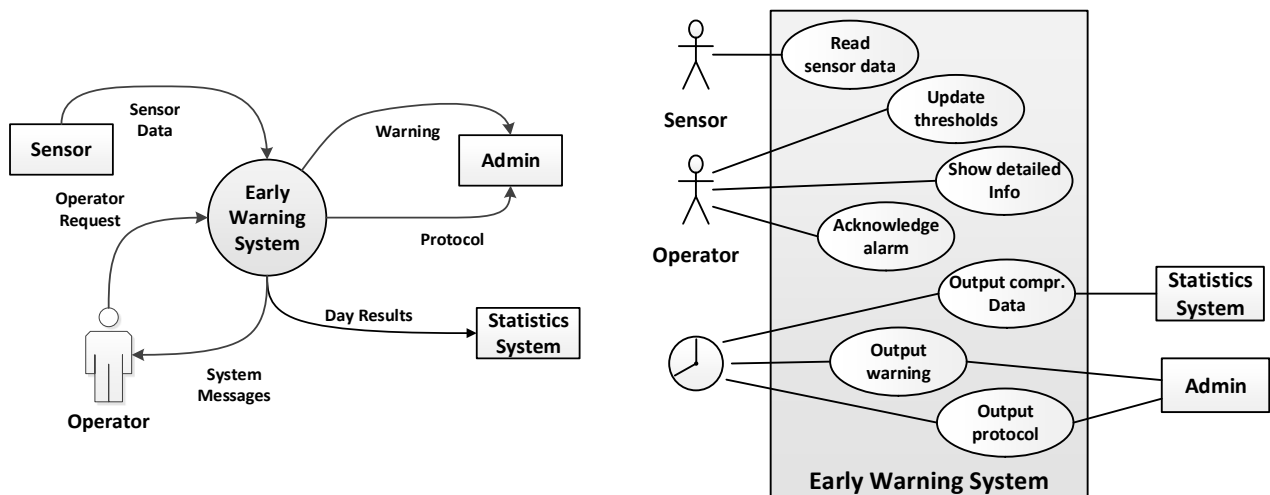 Sensor
Data
Sensor
Warning
Admin
Operator
Request
Early
Warning
System
Protocol
Day Results
Statistics
System
System
Messages
Operator
Read
sensor data
Sensor
Update
thresholds
Show detailed
Info
Operator
Acknowledge
alarm
Output compr.
Data
Statistics
System
Output
warning
Admin
Output
protocol
Early Warning System